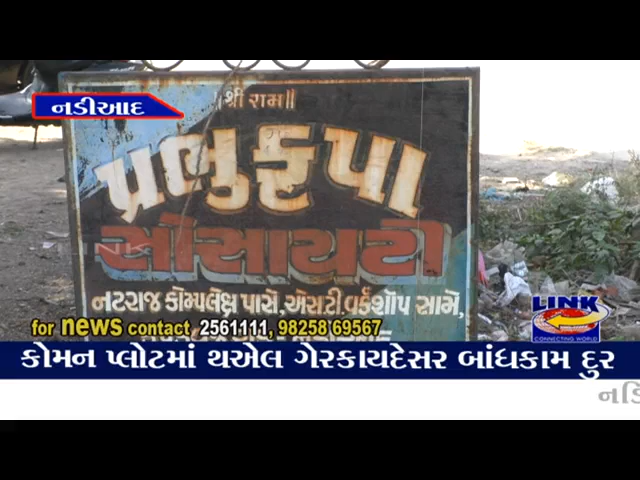 ॥શ્રી રામ॥
નડીઆદ
પ્રભુકૃપા
સોસાયટી
નટરાજ કોમ્પલેક્ષ પાસે, એસ.ટી. વર્કશોપ સામે,
for news contact 2561111, 98258 69567
LINK
CONNECTING WORLD
કોમન પ્લોટમાં થએલ ગેરકાયદેસર બાંધકામ દુર
નડિ